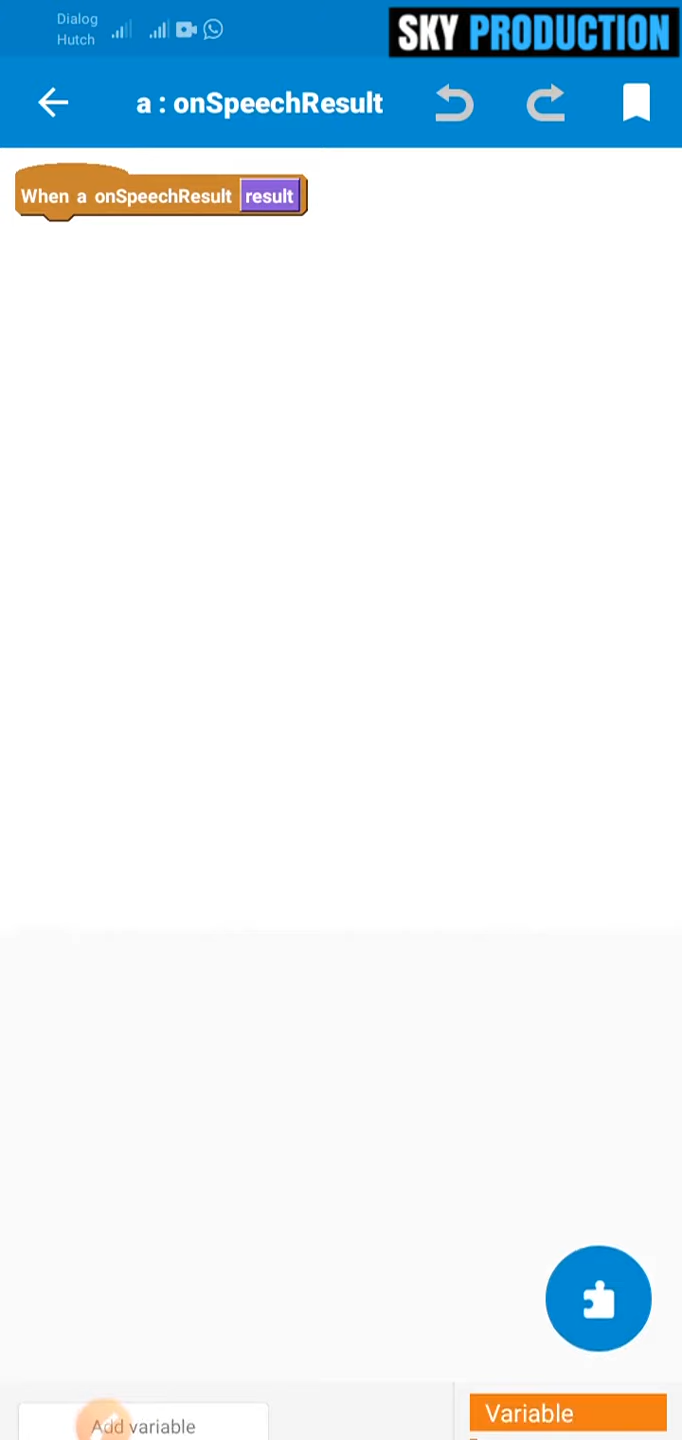 Dialog
Hutch
SKY PRODUCTION
a : onSpeechResult
When a onSpeechResult result
Add variable
Variable